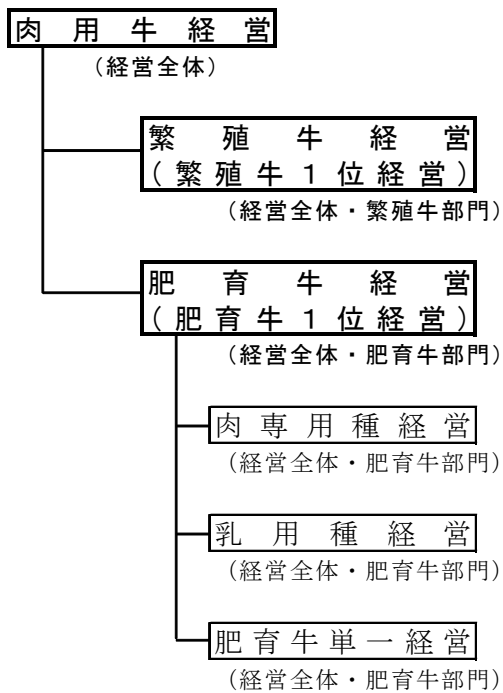 肉用牛経営
（経営全体）
繁殖牛経営
（繁殖牛１位経営）
（経営全体・繁殖牛部門）
肥育牛経営
（肥育牛１位経営）
（経営全体・肥育牛部門）
肉専用種経営
（経営全体・肥育牛部門）
乳用種経営
（経営全体・肥育牛部門）
肥育牛単一経営
（経営全体・肥育牛部門）